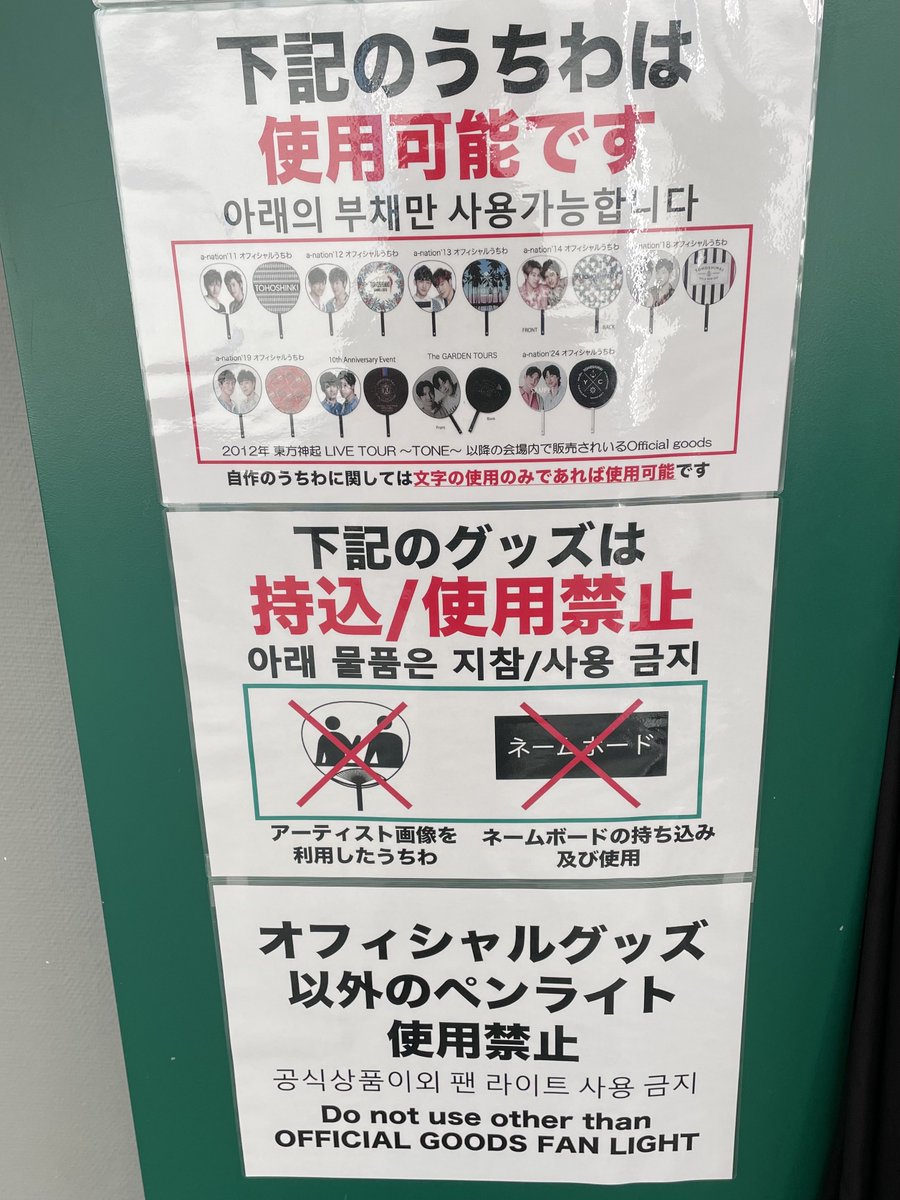 下記のうちわは
使用可能です
아래의 부채만 사용가능합니다
a-nation'11 オフィシャルうちわ
a-nation'12 オフィシャルうちわ
a-nation'13 オフィシャルうちわ
a-nation'14 オフィシャルうちわ
a-nation'18 オフィシャルうちわ
TOHOSHINKI
FRONT
BACK
a-nation'19 オフィシャルうちわ
10th Anniversary Event
The GARDEN TOURS
a-nation'24 オフィシャルうちわ
Front
Back
2012年 東方神起 LIVE TOUR 〜TONE〜 以降の会場内で販売されいるOfficial goods
自作のうちわに関しては文字の使用のみであれば使用可能です
下記のグッズは
持込/使用禁止
아래 물품은 지참/사용 금지
ネームボード
アーティスト画像を
利用したうちわ
ネームボードの持ち込み
及び使用
オフィシャルグッズ
以外のペンライト
使用禁止
공식상품이외 팬 라이트 사용 금지
Do not use other than
OFFICIAL GOODS FAN LIGHT